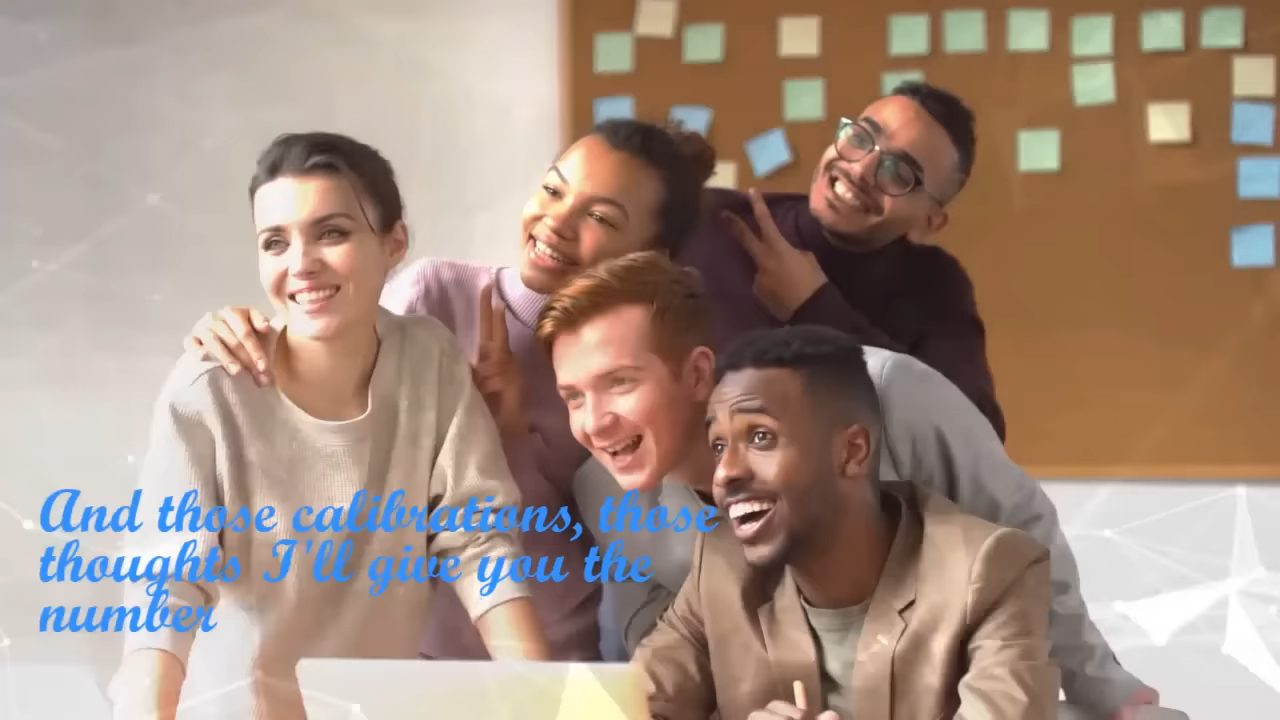 And those calibrations, those
thoughts I'll give you the
number